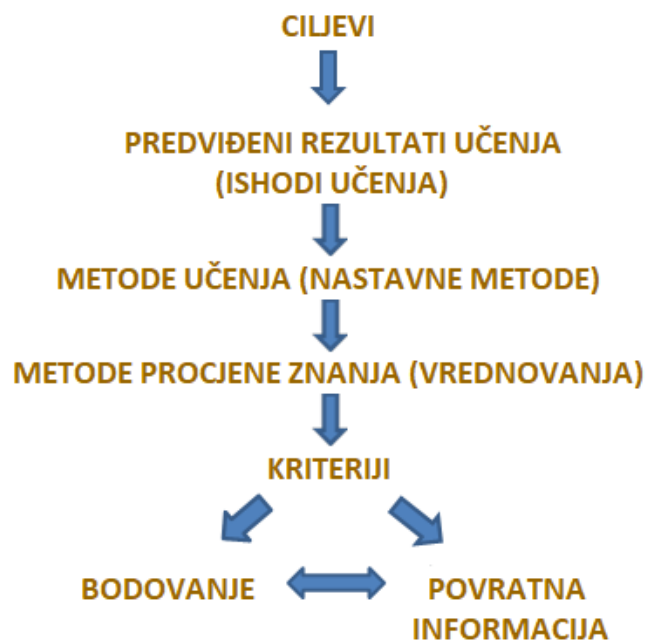 CILJEVI
PREDVIĐENI REZULTATI UČENJA
(ISHODI UČENJA)
METODE UČENJA (NASTAVNE METODE)
METODE PROCJENE ZNANJA (VREDNOVANJA)
KRITERIJI
BODOVANJE
POVRATNA
INFORMACIJA